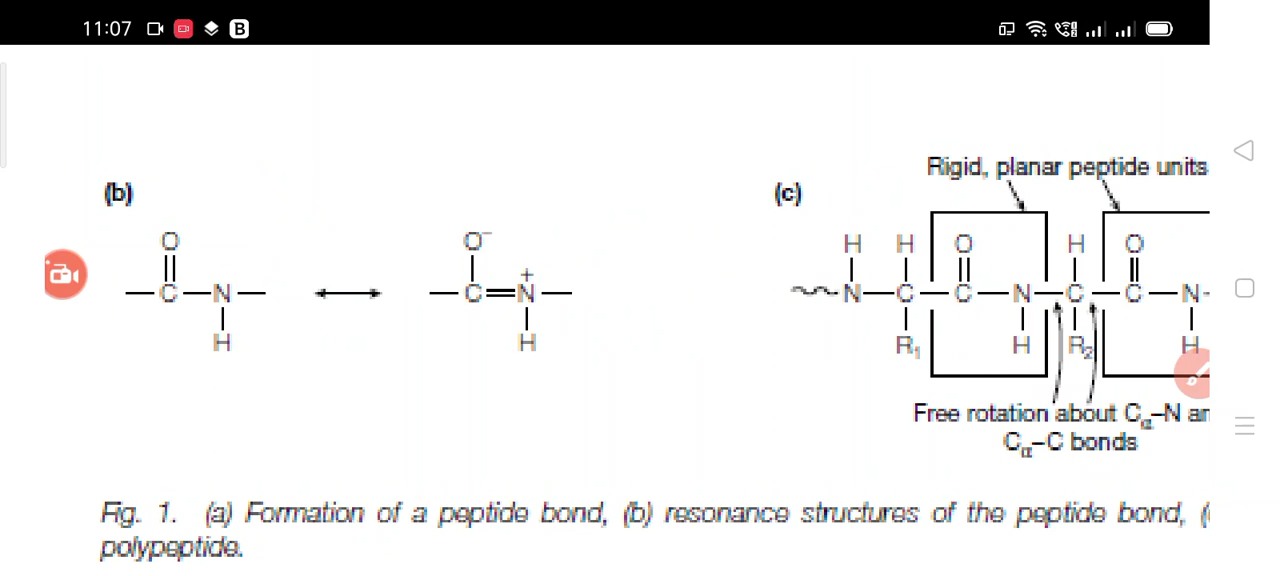 11:07
B
(b)
O
C N
H
O⁻
+
C N
H
(c)
Rigid, planar peptide units
H H O H O
N C C N C C N
R₁ H R₂ H
Free rotation about Cα–N
Cα–C bonds
Fig. 1. (a) Formation of a peptide bond, (b) resonance structures of the peptide bond, (
polypeptide.